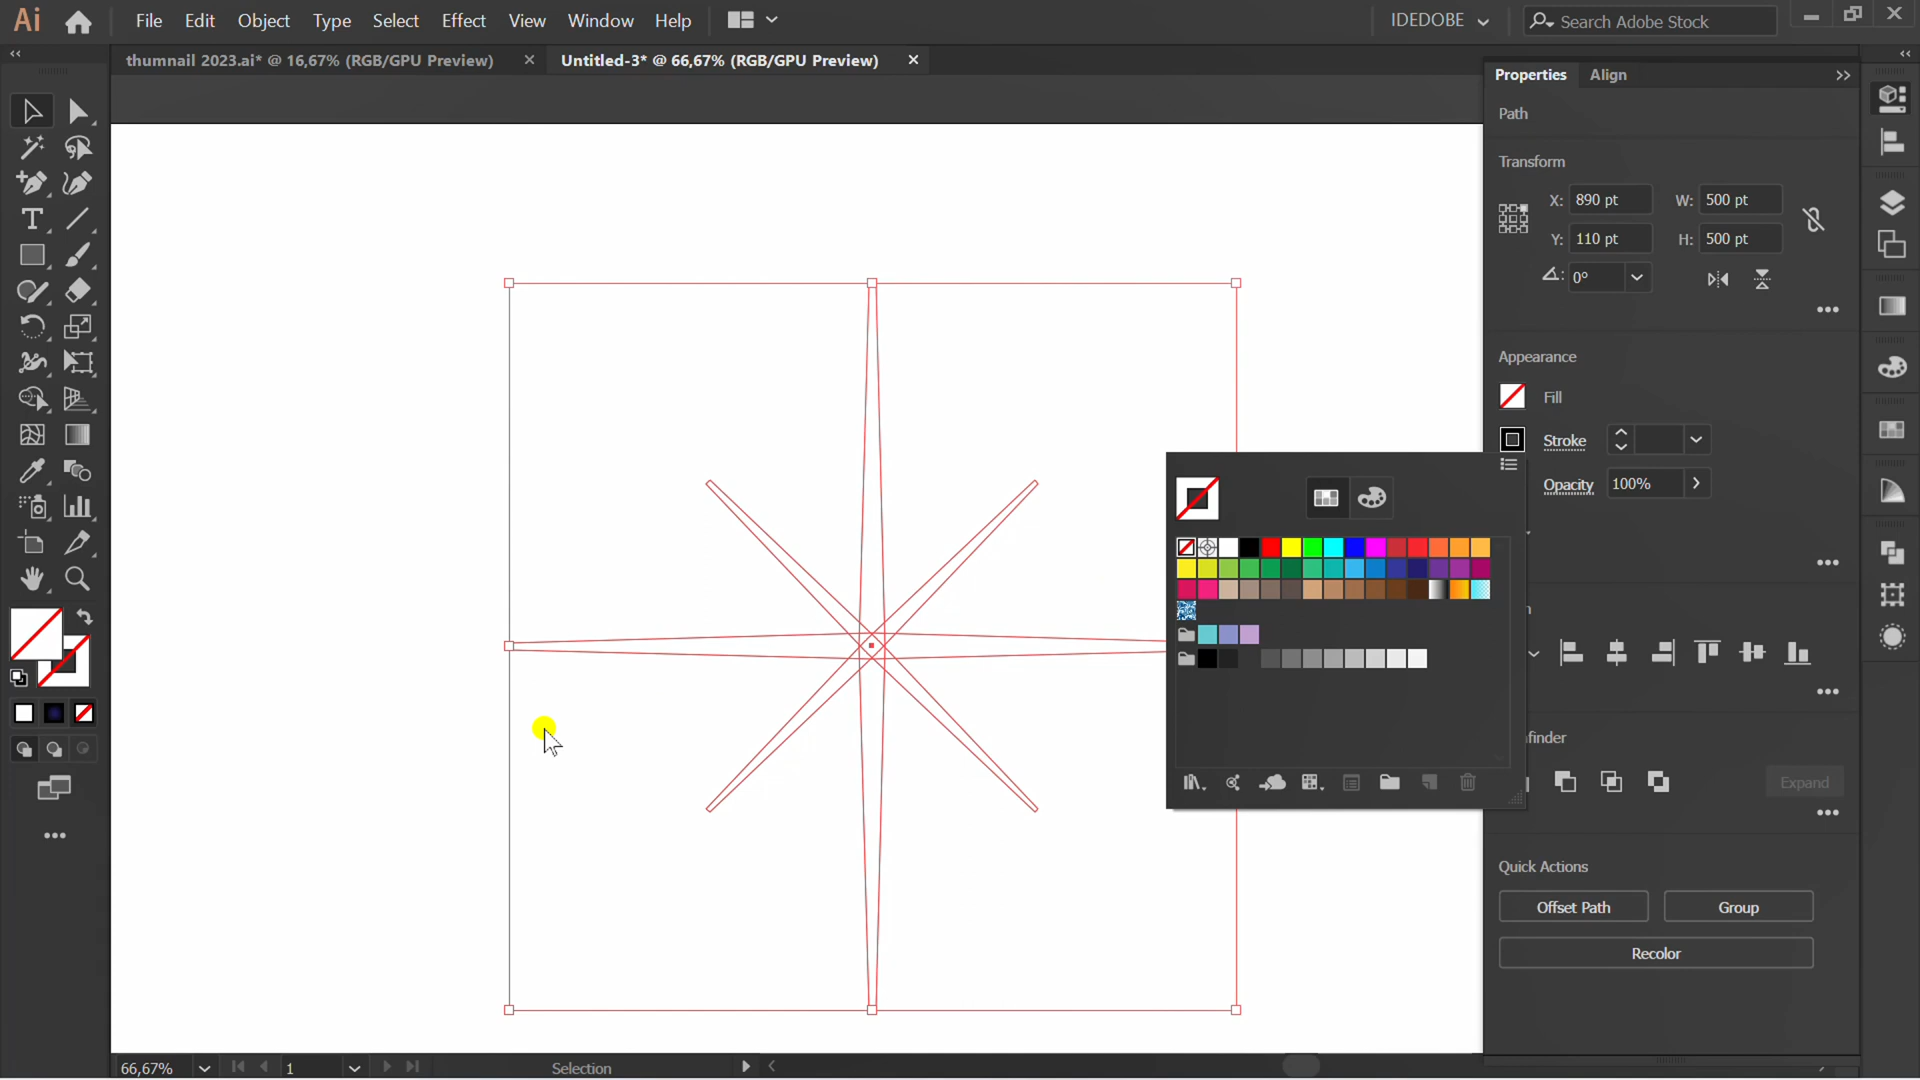 Ai File Edit Object Type Select Effect View Window Help IDEDOBE Search Adobe Stock
thumnail 2023.ai* @ 16,67% (RGB/GPU Preview) Untitled-3* @ 66,67% (RGB/GPU Preview)
Properties Align
Path
Transform
X: 890 pt W: 500 pt
Y: 110 pt H: 500 pt
0°
Appearance
Fill
Stroke
Opacity 100%
n
finder
Expand
Quick Actions
Offset Path Group
Recolor
66,67% 1 Selection